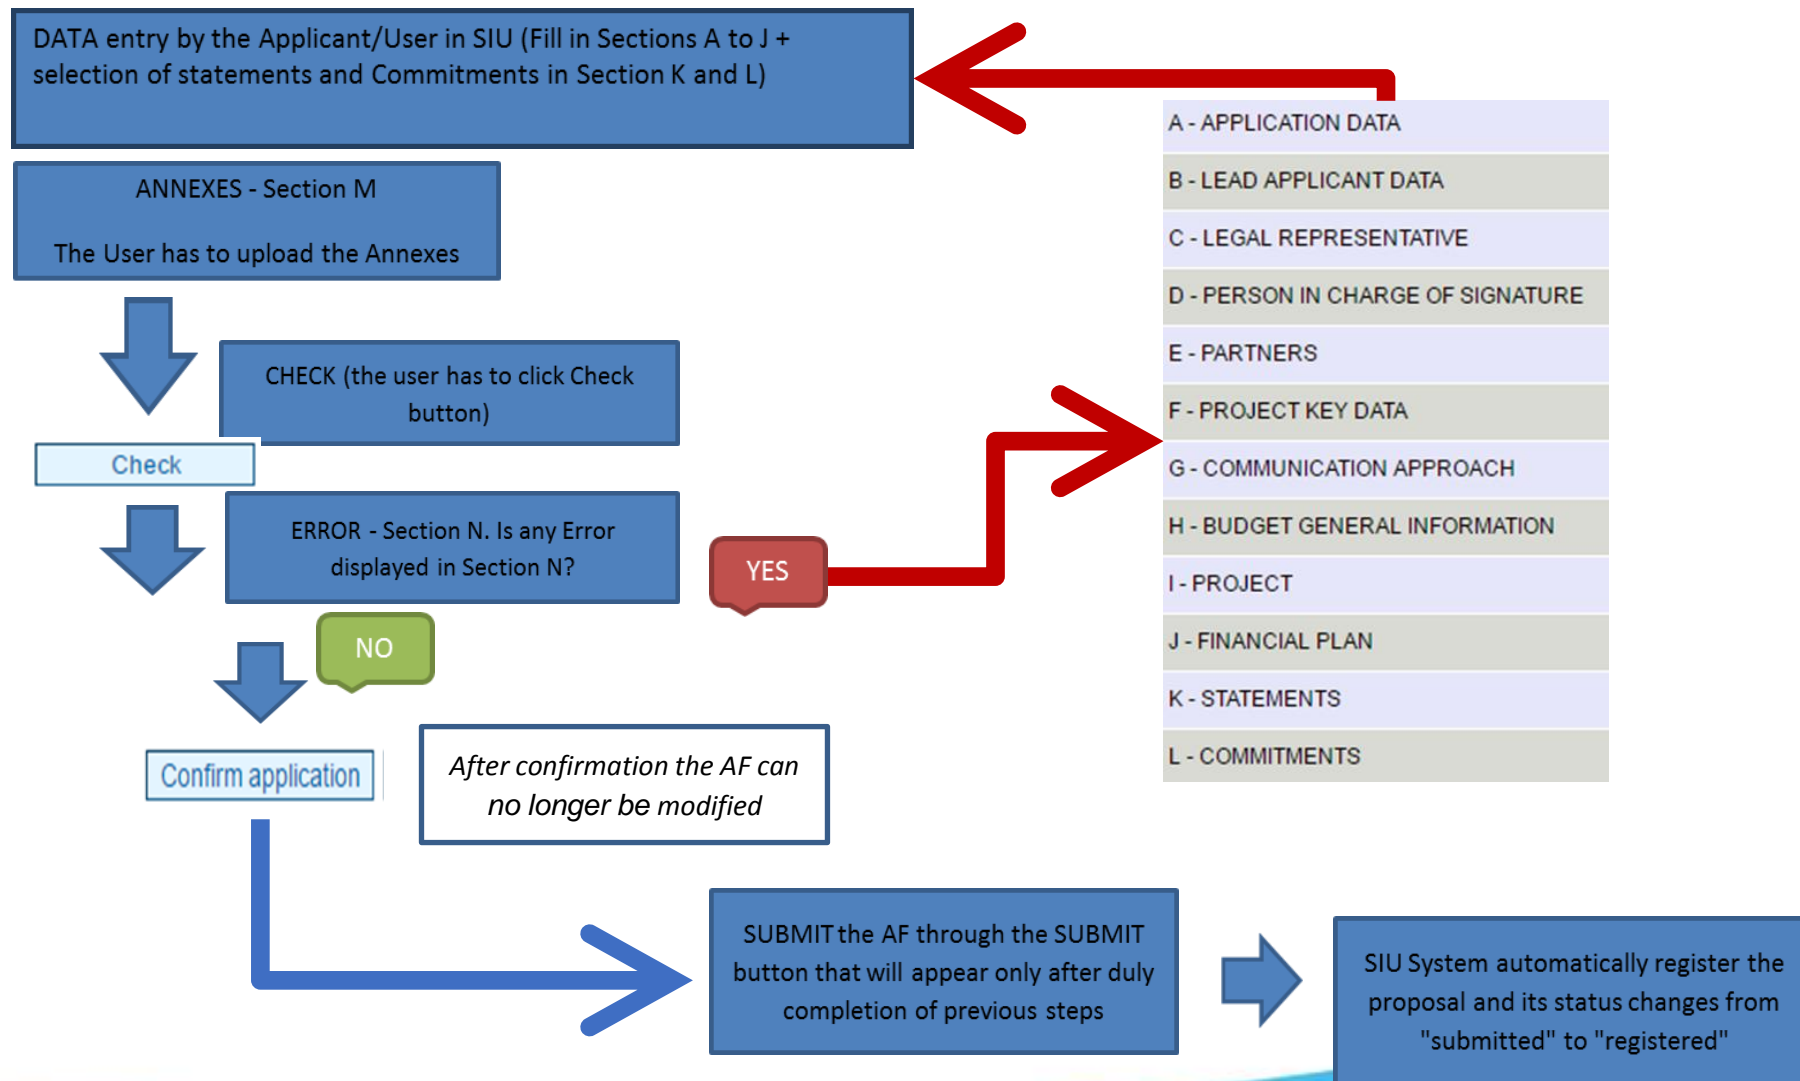 DATA entry by the Applicant/User in SIU (Fill in Sections A to J +
selection of statements and Commitments in Section K and L)
ANNEXES - Section M
The User has to upload the Annexes
CHECK (the user has to click Check
button)
Check
ERROR - Section N. Is any Error
displayed in Section N?
YES
NO
Confirm application
After confirmation the AF can
no longer be modified
A - APPLICATION DATA
B - LEAD APPLICANT DATA
C - LEGAL REPRESENTATIVE
D - PERSON IN CHARGE OF SIGNATURE
E - PARTNERS
F - PROJECT KEY DATA
G - COMMUNICATION APPROACH
H - BUDGET GENERAL INFORMATION
I - PROJECT
J - FINANCIAL PLAN
K - STATEMENTS
L - COMMITMENTS
SUBMIT the AF through the SUBMIT
button that will appear only after duly
completion of previous steps
SIU System automatically register the
proposal and its status changes from
"submitted" to "registered"